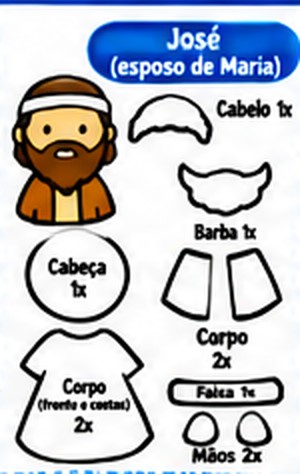 José
(esposo de Maria)
Cabelo 1x
Barba 1x
Cabeça
1x
Corpo
2x
Corpo
(frente e costas)
2x
Faixa 1x
Mãos 2x